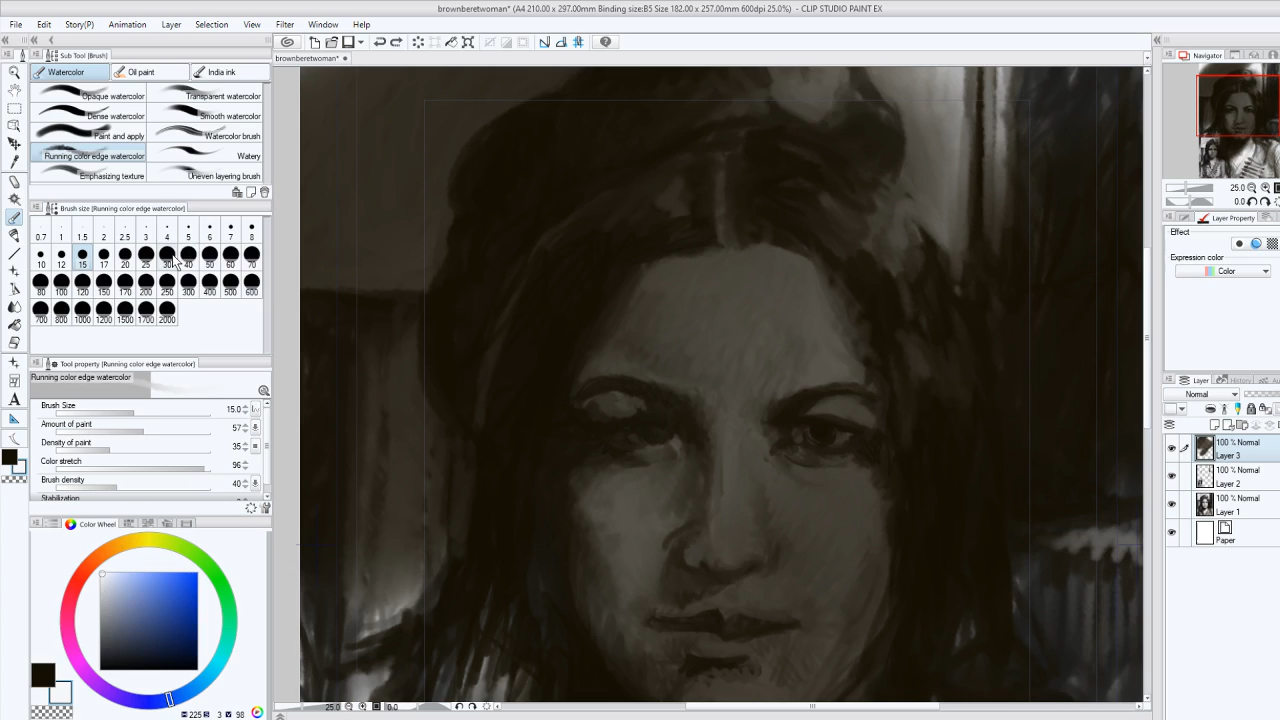 brownberetwoman* (A4 210.00 x 297.00mm Binding size:B5 Size 182.00 x 257.00mm 600dpi 25.0%) - CLIP STUDIO PAINT EX
File Edit Story(P) Animation Layer Selection View Filter Window Help
Sub Tool [Brush]
brownberetwoman*
Navigator
Watercolor Oil paint India ink
Opaque watercolor Transparent watercolor
Dense watercolor Smooth watercolor
Paint and apply Watercolor brush
Running color edge watercolor Watery
Emphasizing texture Uneven layering brush
25.0
0.0
Brush size [Running color edge watercolor]
Layer Property
0.7 1 1.5 2 2.5 3 4 5 6 7 8
Effect
10 12 15 17 20 25 30 40 50 60 70
Expression color
Color
80 100 120 150 170 200 250 300 400 500 600
700 800 1000 1200 1500 1700 2000
Tool property [Running color edge watercolor]
Running color edge watercolor
Layer History Au
Normal
Brush Size 15.0
Amount of paint 57
Density of paint 35
Color stretch 96
Brush density 40
Stabilization
100 % Normal
Layer 3
100 % Normal
Layer 2
100 % Normal
Layer 1
Paper
Color Wheel
25.0 0.0
225 S 3 V 98